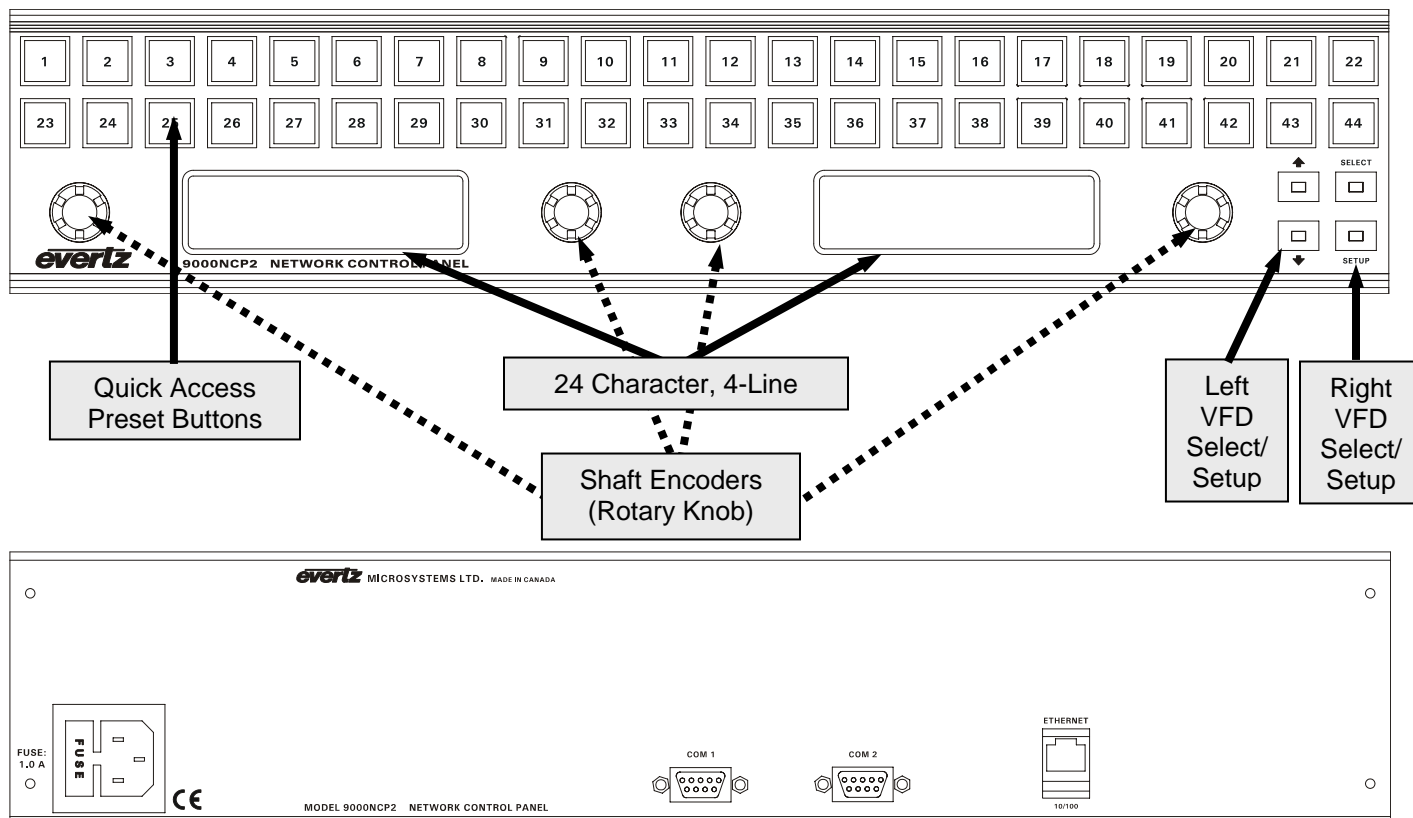 1 2 3 4 5 6 7 8 9 10 11 12 13 14 15 16 17 18 19 20 21 22
23 24 25 26 27 28 29 30 31 32 33 34 35 36 37 38 39 40 41 42 43 44
SELECT
evertz
9000NCP2 NETWORK CONTROL PANEL
SETUP
Quick Access
Preset Buttons
24 Character, 4-Line
Shaft Encoders
(Rotary Knob)
Left
VFD
Select/
Setup
Right
VFD
Select/
Setup
evertz MICROSYSTEMS LTD. MADE IN CANADA
FUSE:
1.0 A
FUSE
CE
MODEL 9000NCP2 NETWORK CONTROL PANEL
COM 1
COM 2
ETHERNET
10/100